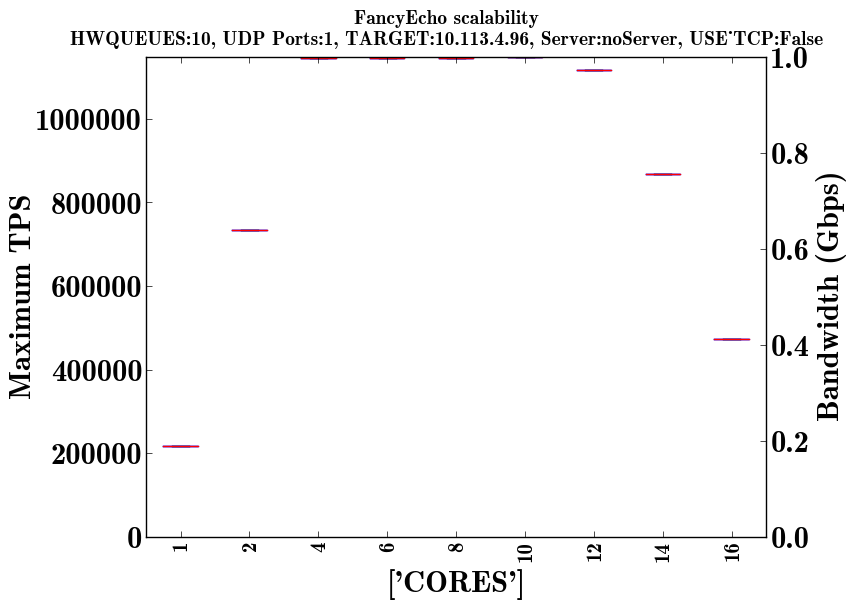 FancyEcho scalability
HWQUEUES:10, UDP Ports:1, TARGET:10.113.4.96, Server:noServer, USE˙TCP:False
1000000
800000
600000
400000
200000
0
Maximum TPS
1.0
0.8
0.6
0.4
0.2
0.0
Bandwidth (Gbps)
1 2 4 6 8 10 12 14 16
['CORES']